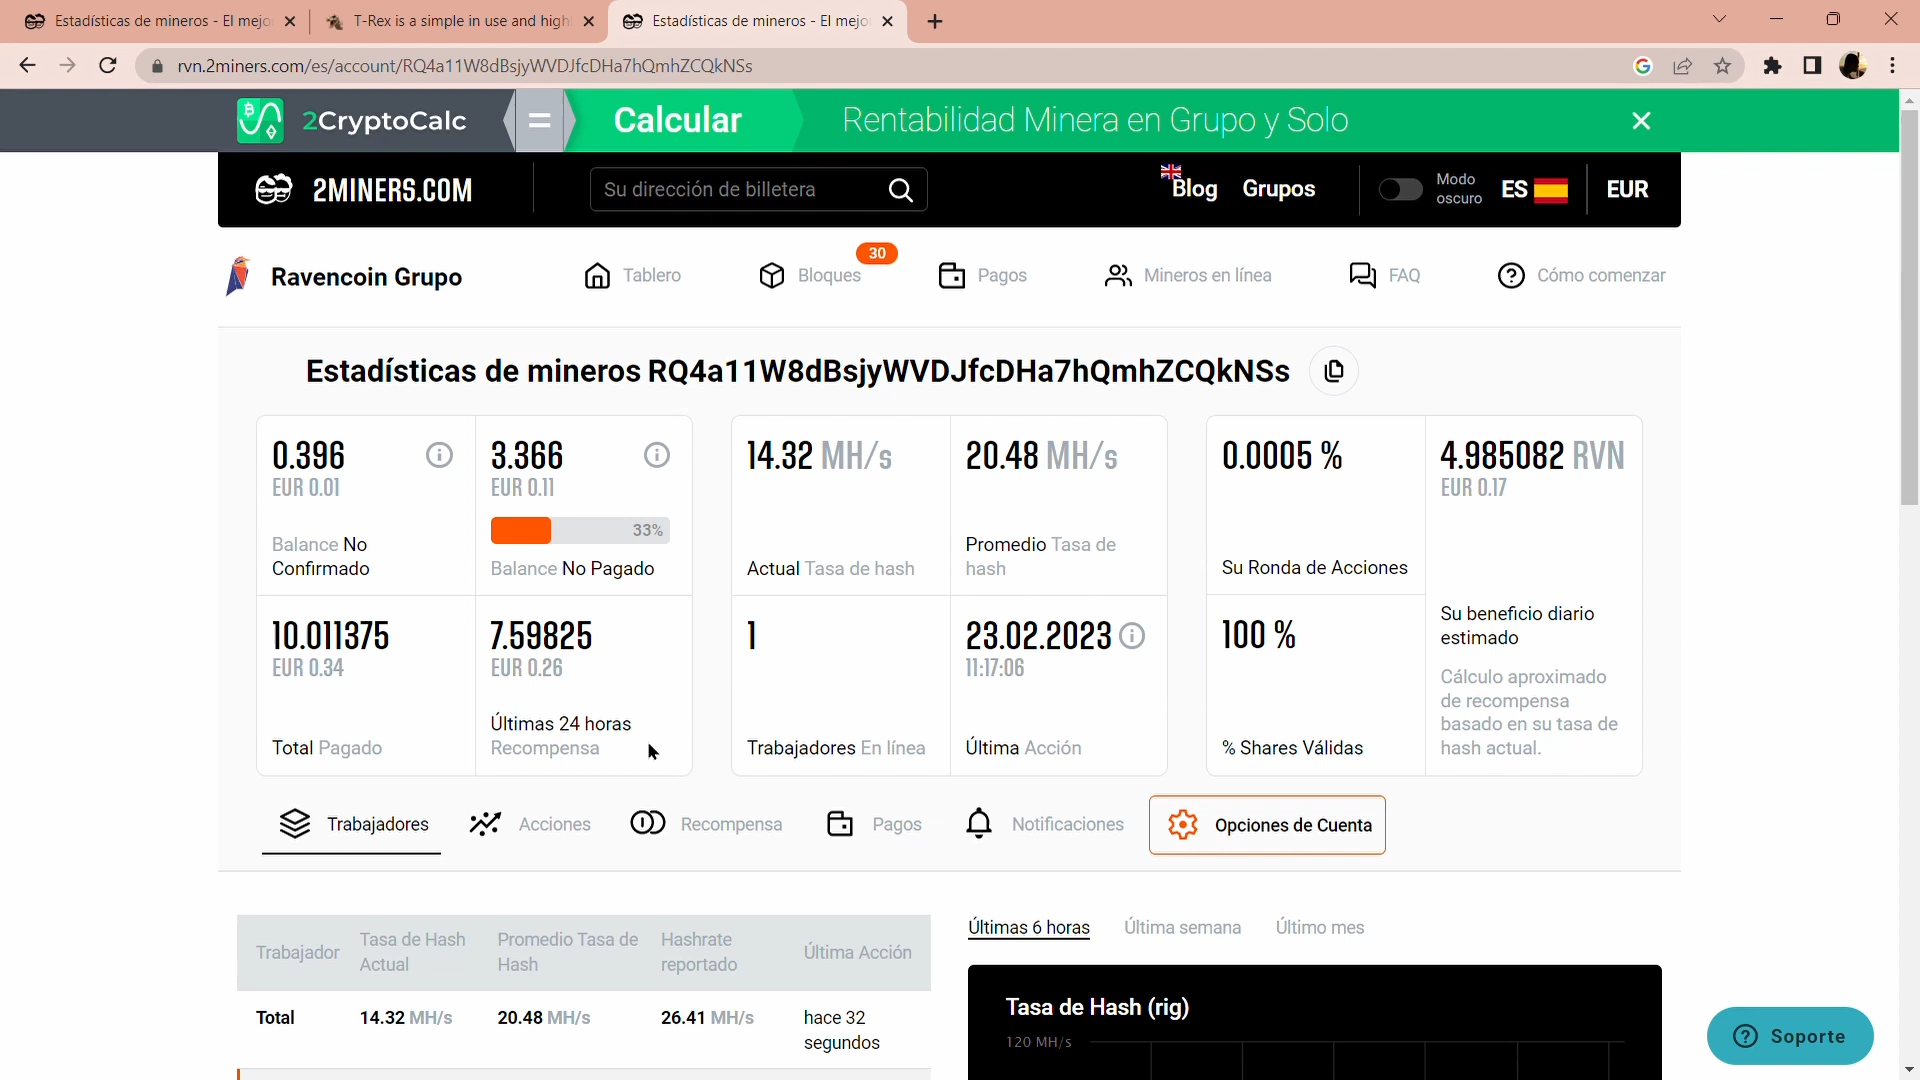 Estadísticas de mineros - El mejo
T-Rex is a simple in use and high
Estadísticas de mineros - El mejo
rvn.2miners.com/es/account/RQ4a11W8dBsjyWVDJfcDHa7hQmhZCQkNSs
2CryptoCalc
=
Calcular
Rentabilidad Minera en Grupo y Solo
2MINERS.COM
Su dirección de billetera
Blog
Grupos
Modo
oscuro
ES
EUR
Ravencoin Grupo
Tablero
Bloques
30
Pagos
Mineros en línea
FAQ
Cómo comenzar
Estadísticas de mineros RQ4a11W8dBsjyWVDJfcDHa7hQmhZCQkNSs
0.396
EUR 0.01
Balance No
Confirmado
3.366
EUR 0.11
33%
Balance No Pagado
10.011375
EUR 0.34
Total Pagado
7.59825
EUR 0.26
Últimas 24 horas
Recompensa
14.32 MH/s
Actual Tasa de hash
20.48 MH/s
Promedio Tasa de
hash
1
Trabajadores En línea
23.02.2023
11:17:06
Última Acción
0.0005 %
Su Ronda de Acciones
100 %
% Shares Válidas
4.985082 RVN
EUR 0.17
Su beneficio diario
estimado
Cálculo aproximado
de recompensa
basado en su tasa de
hash actual.
Trabajadores
Acciones
Recompensa
Pagos
Notificaciones
Opciones de Cuenta
Trabajador
Tasa de Hash
Actual
Promedio Tasa de
Hash
Hashrate
reportado
Última Acción
Total
14.32 MH/s
20.48 MH/s
26.41 MH/s
hace 32
segundos
Últimas 6 horas
Última semana
Último mes
Tasa de Hash (rig)
120 MH/s
Soporte